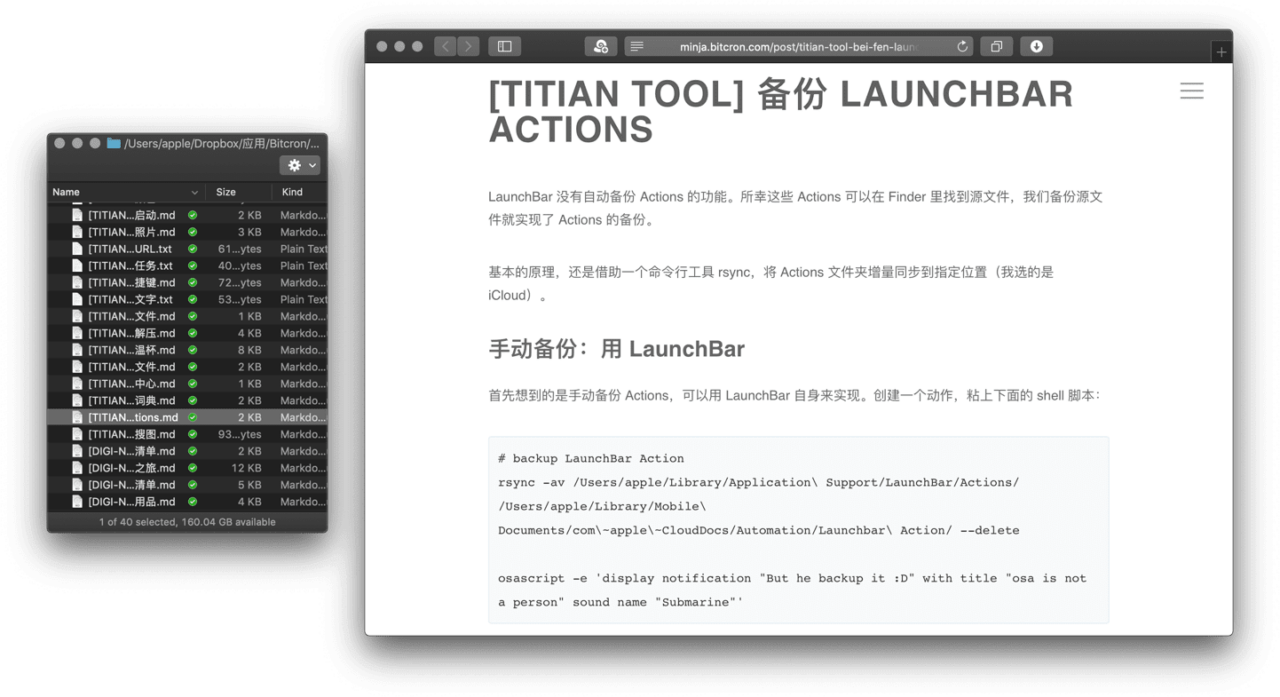 /Users/apple/Dropbox/应用/Bitcron/...
Name Size Kind
[TITIAN...启动.md 2 KB Markdo...
[TITIAN...照片.md 3 KB Markdo...
[TITIAN...URL.txt 61...ytes Plain Text
[TITIAN...任务.txt 40...ytes Plain Text
[TITIAN...捷键.md 72...ytes Markdo...
[TITIAN...文字.txt 53...ytes Plain Text
[TITIAN...文件.md 1 KB Markdo...
[TITIAN...解压.md 4 KB Markdo...
[TITIAN...温杯.md 8 KB Markdo...
[TITIAN...文件.md 2 KB Markdo...
[TITIAN...中心.md 1 KB Markdo...
[TITIAN...词典.md 2 KB Markdo...
[TITIAN...tions.md 2 KB Markdo...
[TITIAN...搜图.md 93...ytes Markdo...
[DIGI-N...清单.md 2 KB Markdo...
[DIGI-N...之旅.md 12 KB Markdo...
[DIGI-N...清单.md 5 KB Markdo...
[DIGI-N...用品.md 4 KB Markdo...
1 of 40 selected, 160.04 GB available
minja.bitcron.com/post/titian-tool-bei-fen-laun
[TITIAN TOOL] 备份 LAUNCHBAR
ACTIONS
LaunchBar 没有自动备份 Actions 的功能。所幸这些 Actions 可以在 Finder 里找到源文件，我们备份源文
件就实现了 Actions 的备份。
基本的原理，还是借助一个命令行工具 rsync，将 Actions 文件夹增量同步到指定位置（我选的是
iCloud）。
手动备份：用 LaunchBar
首先想到的是手动备份 Actions，可以用 LaunchBar 自身来实现。创建一个动作，粘上下面的 shell 脚本：
# backup LaunchBar Action
rsync -av /Users/apple/Library/Application\ Support/LaunchBar/Actions/
/Users/apple/Library/Mobile\
Documents/com\~apple\~CloudDocs/Automation/Launchbar\ Action/ --delete
osascript -e 'display notification "But he backup it :D" with title "osa is not
a person" sound name "Submarine"'